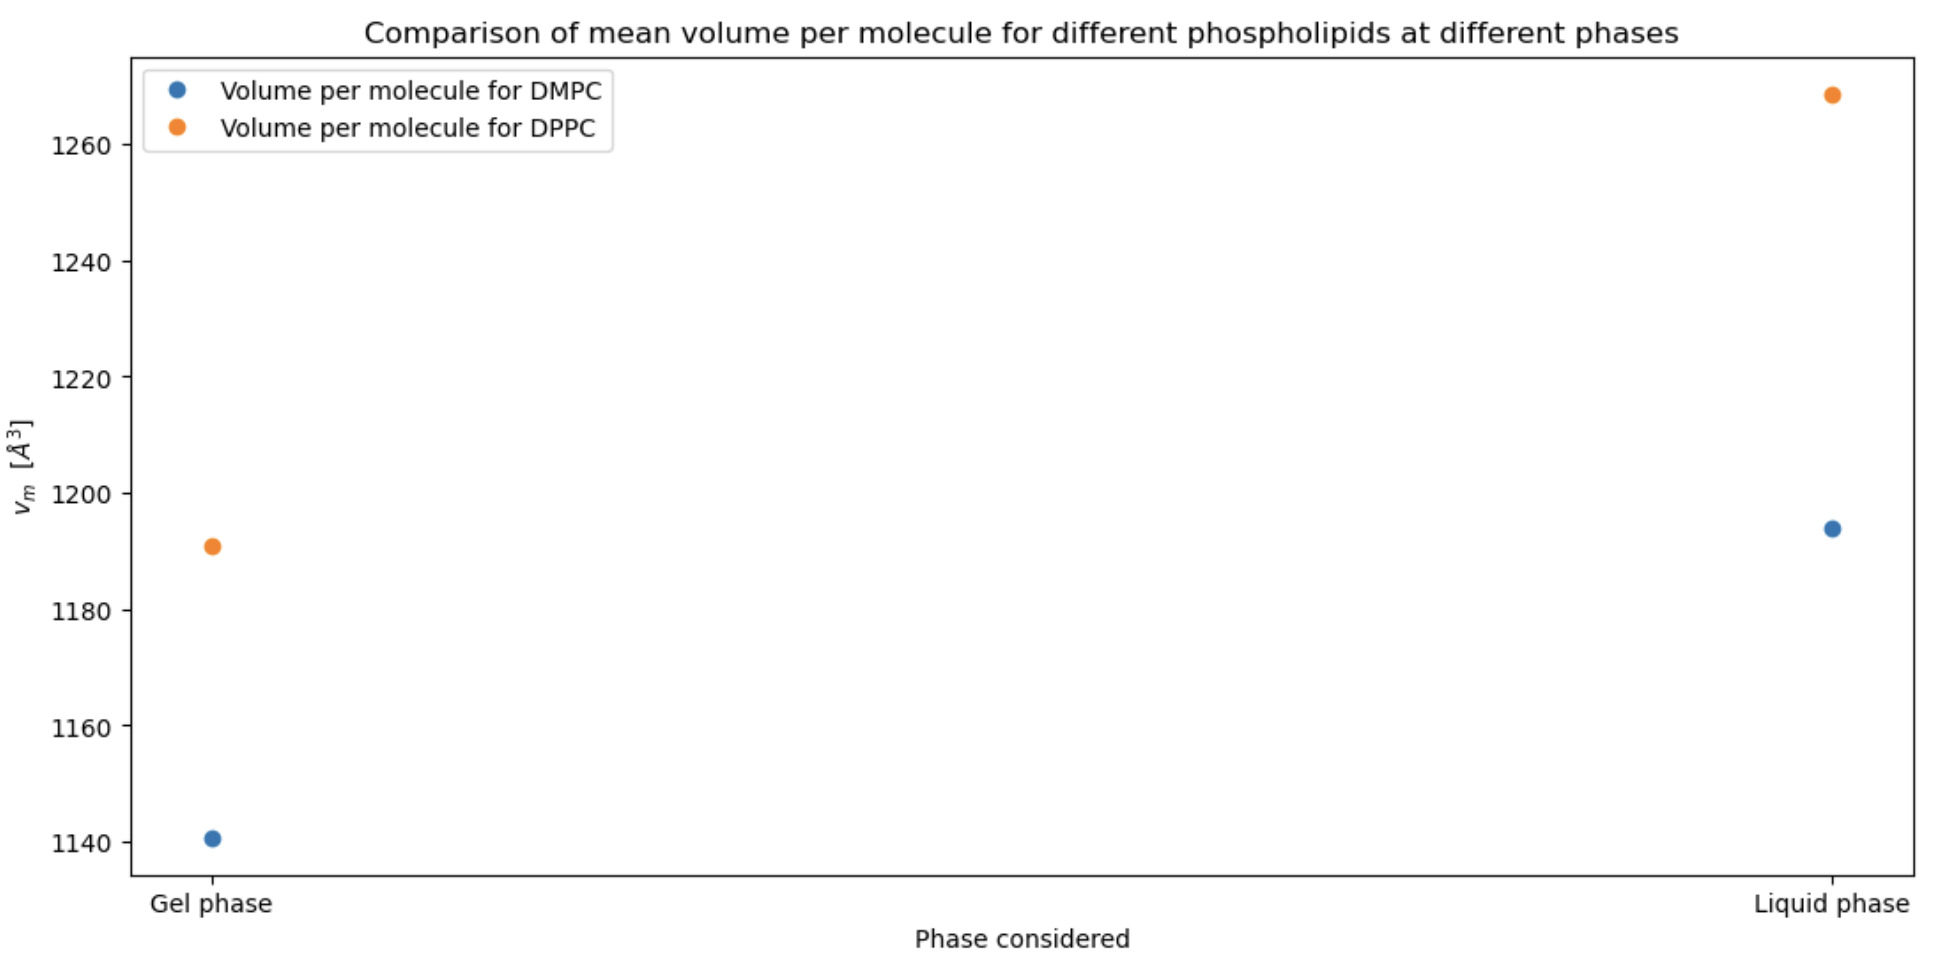 Comparison of mean volume per molecule for different phospholipids at different phases
Volume per molecule for DMPC
Volume per molecule for DPPC
1260
1240
1220
1200
1180
1160
1140
v_m [Å³]
Gel phase
Liquid phase
Phase considered